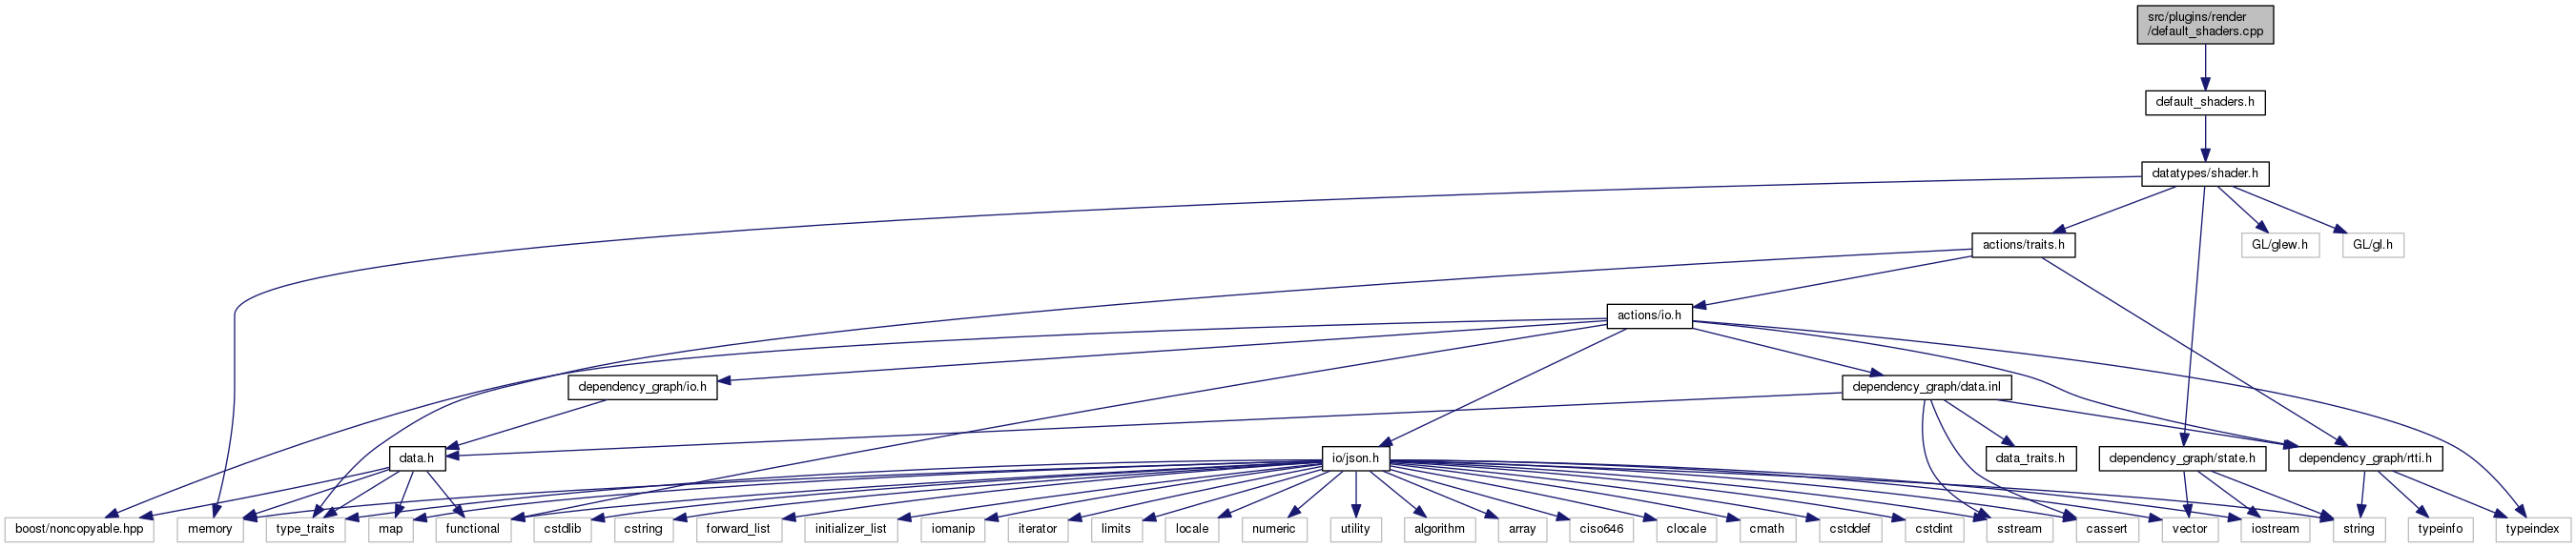 src/plugins/render
/default_shaders.cpp
default_shaders.h
datatypes/shader.h
actions/traits.h
GL/glew.h
GL/gl.h
actions/io.h
dependency_graph/io.h
dependency_graph/data.inl
data.h
io/json.h
data_traits.h
dependency_graph/state.h
dependency_graph/rtti.h
boost/noncopyable.hpp
memory
type_traits
map
functional
cstdlib
cstring
forward_list
initializer_list
iomanip
iterator
limits
locale
numeric
utility
algorithm
array
ciso646
clocale
cmath
cstddef
cstdint
sstream
cassert
vector
iostream
string
typeinfo
typeindex